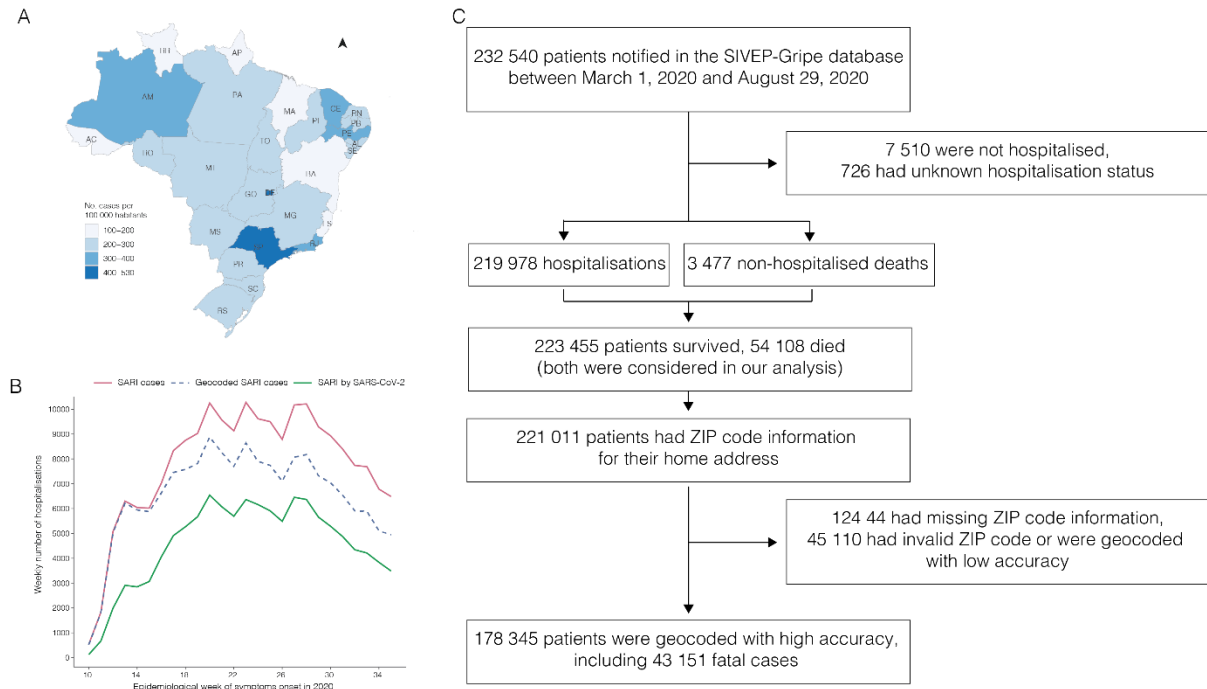 A
RR
AP
AM
PA
MA
CE
RN
PB
PI
PE
AL
SE
AC
TO
BA
GO
DF
MG
MS
RJ
PR
SC
RS
No. cases per
100 000 habitants
100–200
200–300
300–400
400–530
B
SARI cases
Geocoded SARI cases
SARI by SARS-CoV-2
Weekly number of hospitalisations
10000
9000
8000
7000
6000
5000
4000
3000
2000
1000
0
10
14
18
22
26
30
34
Epidemiological week of symptoms onset in 2020
C
232 540 patients notified in the SIVEP-Gripe database
between March 1, 2020 and August 29, 2020
7 510 were not hospitalised,
726 had unknown hospitalisation status
219 978 hospitalisations
3 477 non-hospitalised deaths
223 455 patients survived, 54 108 died
(both were considered in our analysis)
221 011 patients had ZIP code information
for their home address
124 44 had missing ZIP code information,
45 110 had invalid ZIP code or were geocoded
with low accuracy
178 345 patients were geocoded with high accuracy,
including 43 151 fatal cases